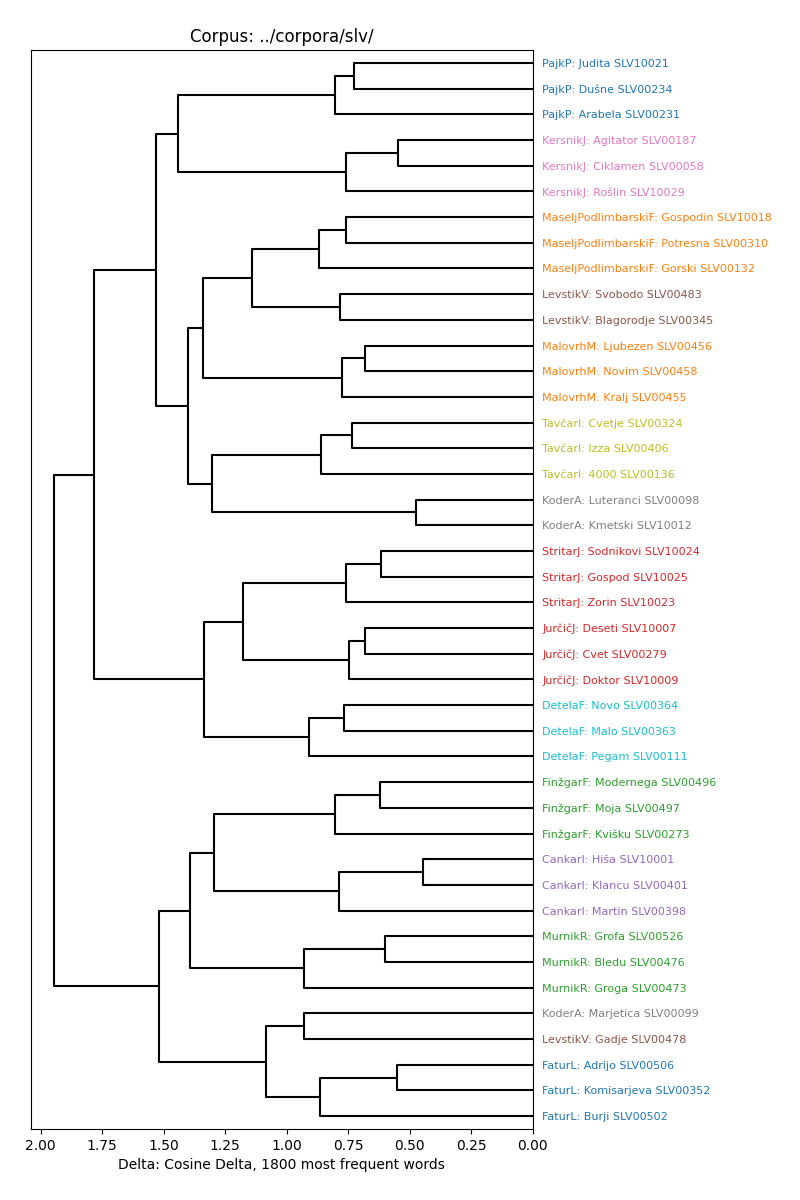 Corpus: ../corpora/slv/
PajkP: Judita SLV10021
PajkP: Dušne SLV00234
PajkP: Arabela SLV00231
KersnikJ: Agitator SLV00187
KersnikJ: Ciklamen SLV00058
KersnikJ: Rošlin SLV10029
MaseljPodlimbarskiF: Gospodin SLV10018
MaseljPodlimbarskiF: Potresna SLV00310
MaseljPodlimbarskiF: Gorski SLV00132
LevstikV: Svobodo SLV00483
LevstikV: Blagorodje SLV00345
MalovrhM: Ljubezen SLV00456
MalovrhM: Novim SLV00458
MalovrhM: Kralj SLV00455
TavčarI: Cvetje SLV00324
TavčarI: Izza SLV00406
TavčarI: 4000 SLV00136
KoderA: Luteranci SLV00098
KoderA: Kmetski SLV10012
StritarJ: Sodnikovi SLV10024
StritarJ: Gospod SLV10025
StritarJ: Zorin SLV10023
JurčičJ: Deseti SLV10007
JurčičJ: Cvet SLV00279
JurčičJ: Doktor SLV10009
DetelaF: Novo SLV00364
DetelaF: Malo SLV00363
DetelaF: Pegam SLV00111
FinžgarF: Modernega SLV00496
FinžgarF: Moja SLV00497
FinžgarF: Kvišku SLV00273
CankarI: Hiša SLV10001
CankarI: Klancu SLV00401
CankarI: Martin SLV00398
MurnikR: Grofa SLV00526
MurnikR: Bledu SLV00476
MurnikR: Groga SLV00473
KoderA: Marjetica SLV00099
LevstikV: Gadje SLV00478
FaturL: Adrijo SLV00506
FaturL: Komisarjeva SLV00352
FaturL: Burji SLV00502
2.00 1.75 1.50 1.25 1.00 0.75 0.50 0.25 0.00
Delta: Cosine Delta, 1800 most frequent words